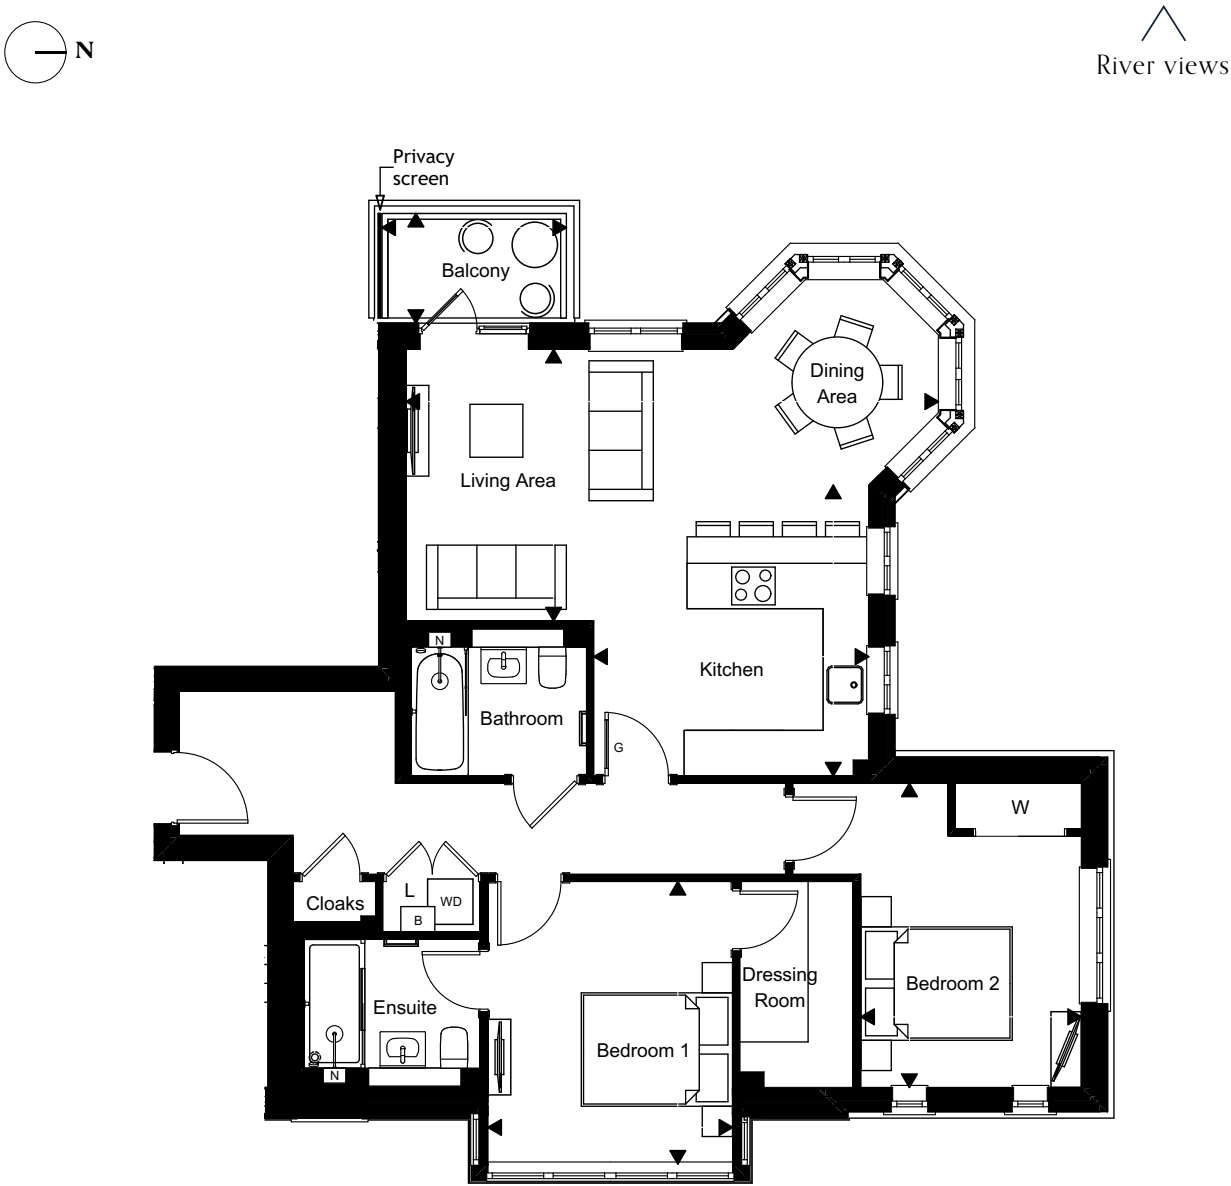 N
River views
Privacy
screen
Balcony
Dining
Area
Living Area
N
Kitchen
Bathroom
G
W
L
Cloaks
WD
B
Dressing
Room
Bedroom 2
Ensuite
Bedroom 1
N